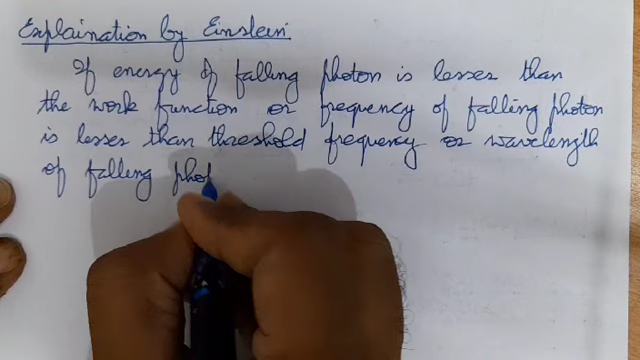 Explaination by Einstein:
If energy of falling photon is lesser than
the work function or frequency of falling photon
is lesser than threshold frequency or wavelength
of falling phot